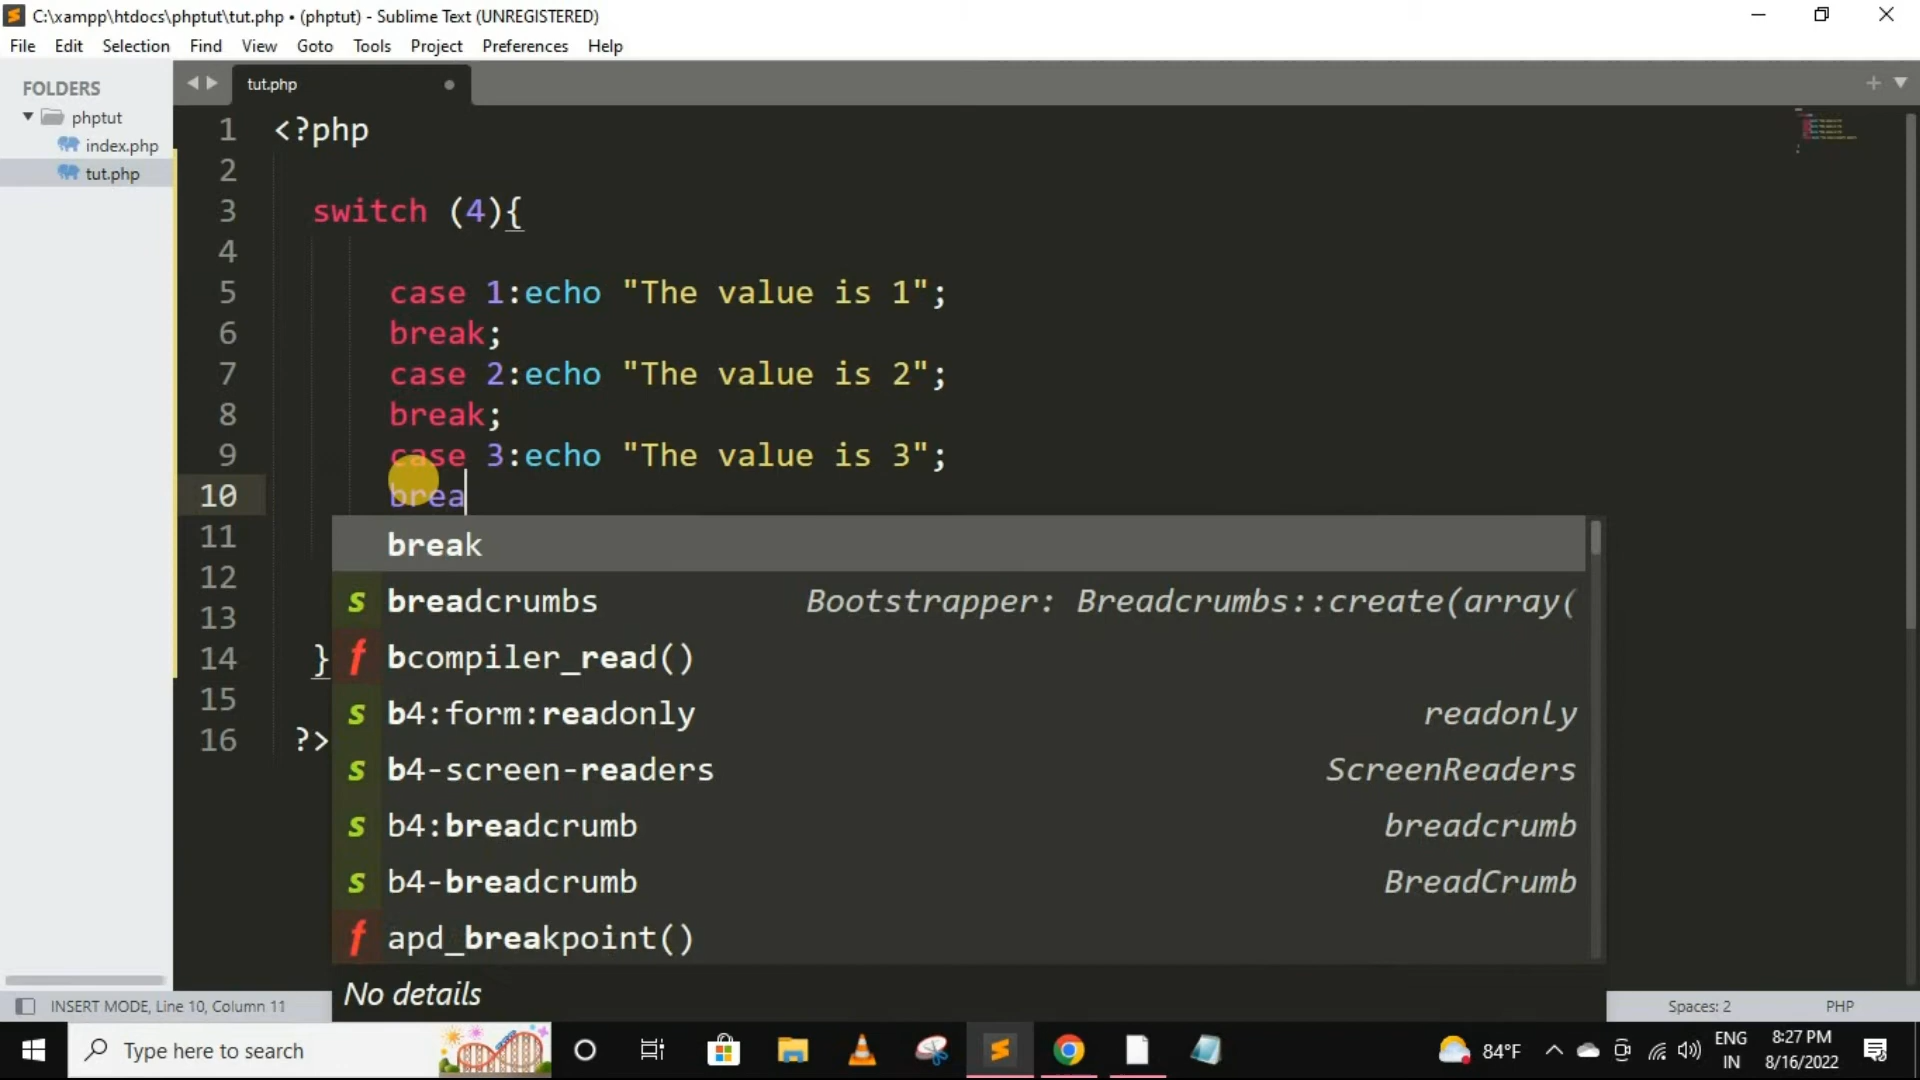 C:\xampp\htdocs\phptut\tut.php • (phptut) - Sublime Text (UNREGISTERED)
File Edit Selection Find View Goto Tools Project Preferences Help
FOLDERS
phptut
index.php
tut.php
tut.php
1 <?php
2
3 switch (4){
4
5 case 1:echo "The value is 1";
6 break;
7 case 2:echo "The value is 2";
8 break;
9 case 3:echo "The value is 3";
10 brea
11
12
13
14 }
15
16 ?>
break
s breadcrumbs Bootstrapper: Breadcrumbs::create(array(
f bcompiler_read()
s b4:form:readonly readonly
s b4-screen-readers ScreenReaders
s b4:breadcrumb breadcrumb
s b4-breadcrumb BreadCrumb
f apd_breakpoint()
No details
INSERT MODE, Line 10, Column 11 Spaces: 2 PHP
Type here to search
84°F
ENG
IN
8:27 PM
8/16/2022